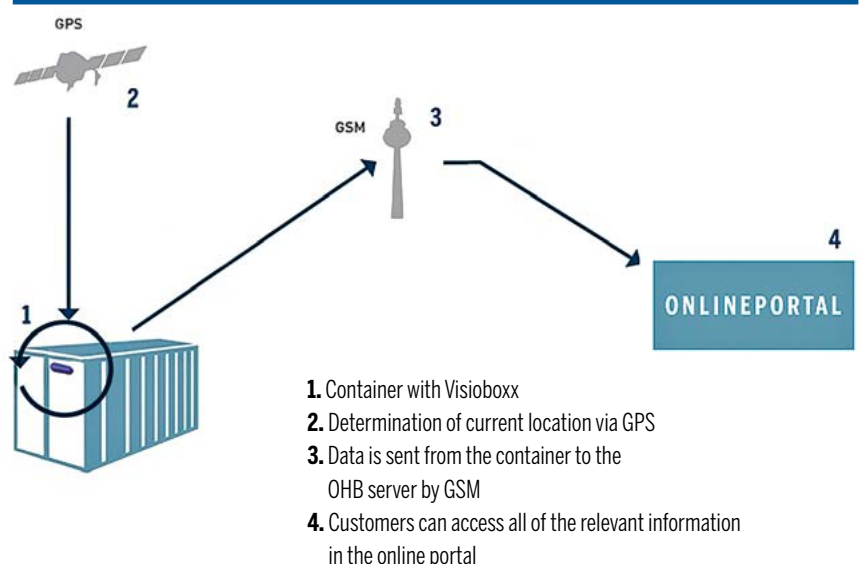 GPS
2
GSM
3
4
ONLINEPORTAL
1
1. Container with Visioboxx
2. Determination of current location via GPS
3. Data is sent from the container to the
OHB server by GSM
4. Customers can access all of the relevant information
in the online portal